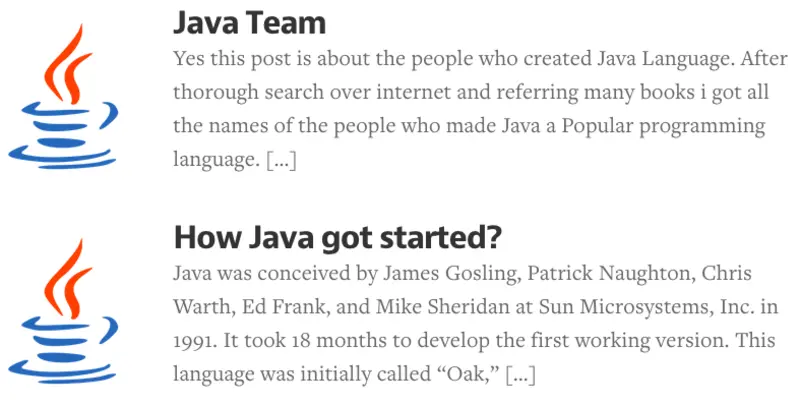 Java Team
Yes this post is about the people who created Java Language. After
thorough search over internet and referring many books i got all
the names of the people who made Java a Popular programming
language. [...]
How Java got started?
Java was conceived by James Gosling, Patrick Naughton, Chris
Warth, Ed Frank, and Mike Sheridan at Sun Microsystems, Inc. in
1991. It took 18 months to develop the first working version. This
language was initially called “Oak,” [...]